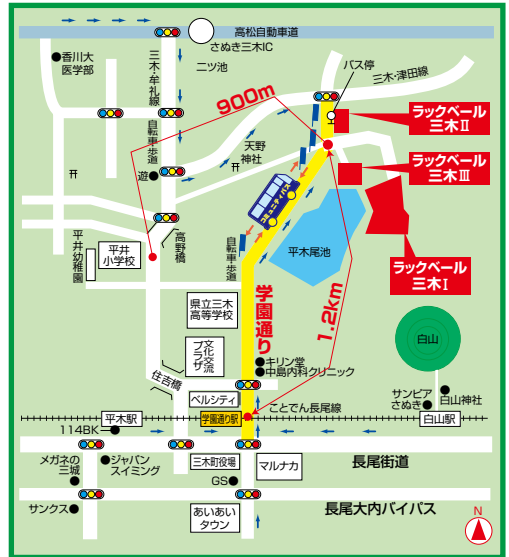 高松自動車道
さぬき三木IC
香川大
医学部
三木・牟礼線
二ツ池
バス停
三木・津田線
900m
ラックベール
三木Ⅱ
自転車歩道
天野
神社
ラックベール
三木Ⅲ
遊
コミュニティバス
平井
幼稚園
平井
小学校
高野橋
自転車歩道
平木尾池
ラックベール
三木Ⅰ
学園通り
1.2km
県立三木
高等学校
文化交流
プラザ
白山
キリン堂
中島内科クリニック
住吉橋
ベルシティ
サンピア
さぬき
白山神社
ことでん長尾線
平木駅
学園通り駅
白山駅
114BK
メガネの
三城
ジャパン
スイミング
三木町役場
マルナカ
長尾街道
GS
サンクス
あいあい
タウン
長尾大内バイパス
N